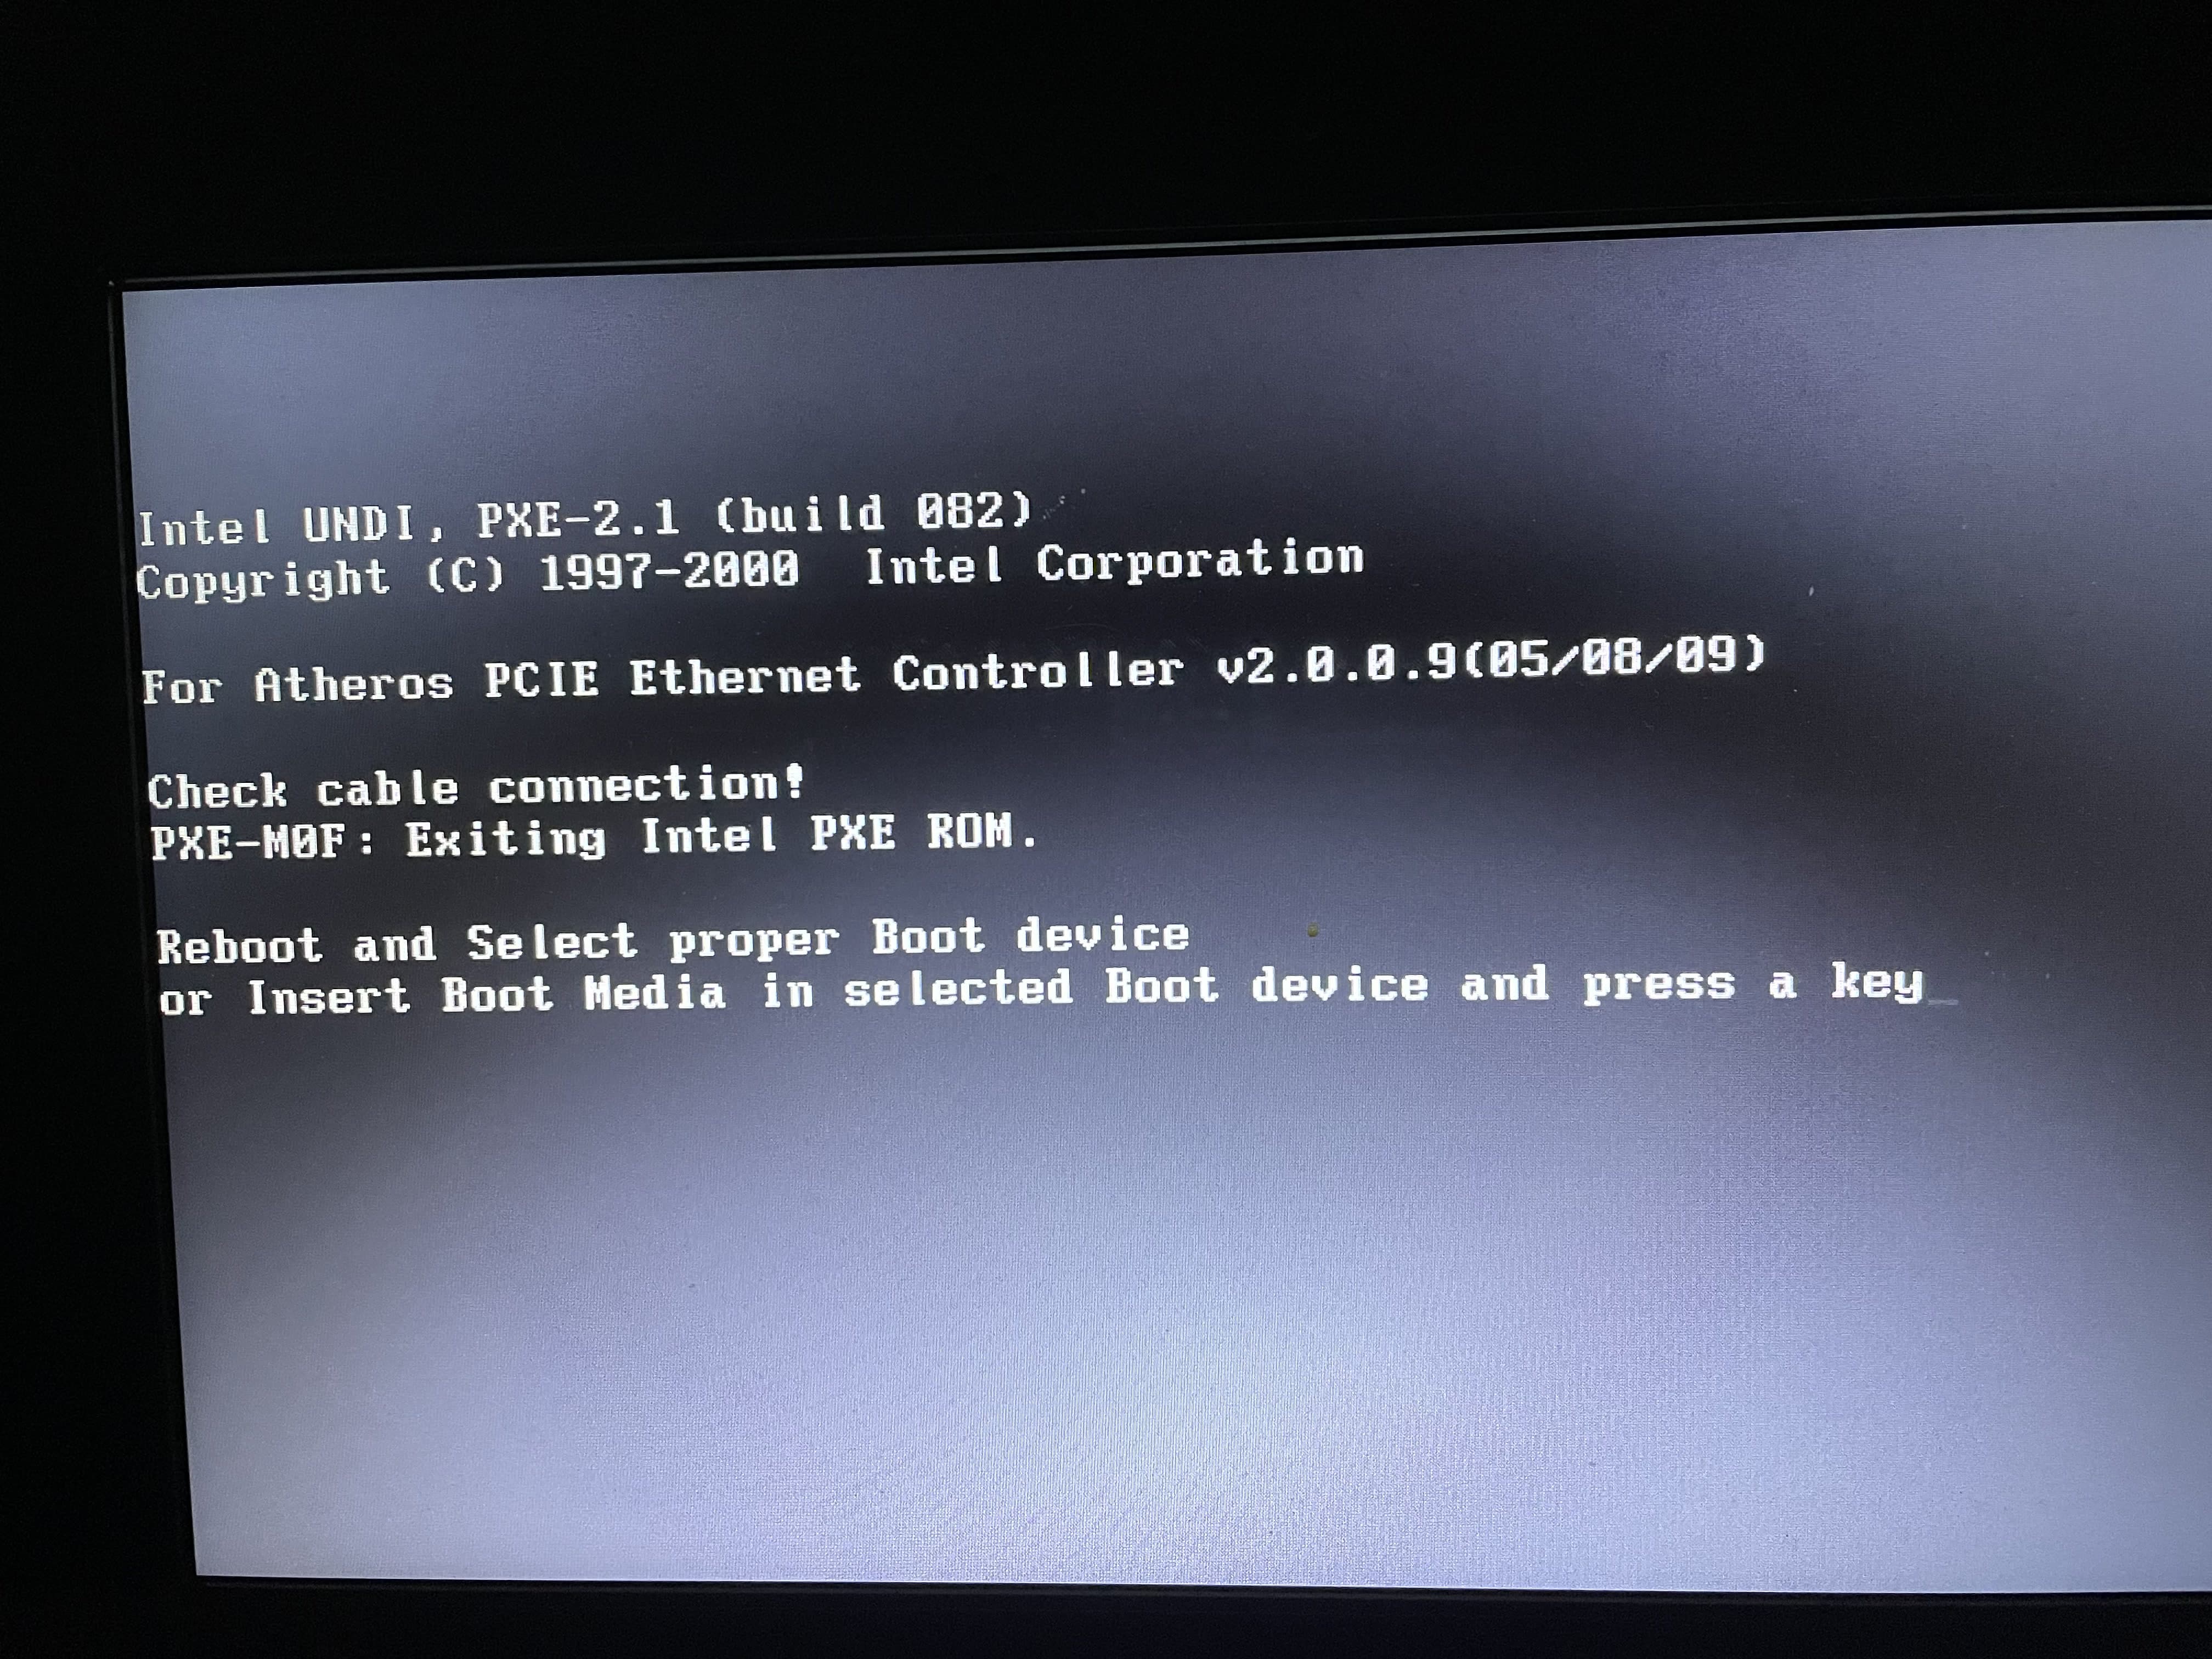 Intel UNDI, PXE-2.1 (build 082)
Copyright (C) 1997-2000  Intel Corporation
For Atheros PCIE Ethernet Controller v2.0.0.9(05/08/09)
Check cable connection!
PXE-M0F: Exiting Intel PXE ROM.
Reboot and Select proper Boot device
or Insert Boot Media in selected Boot device and press a key_